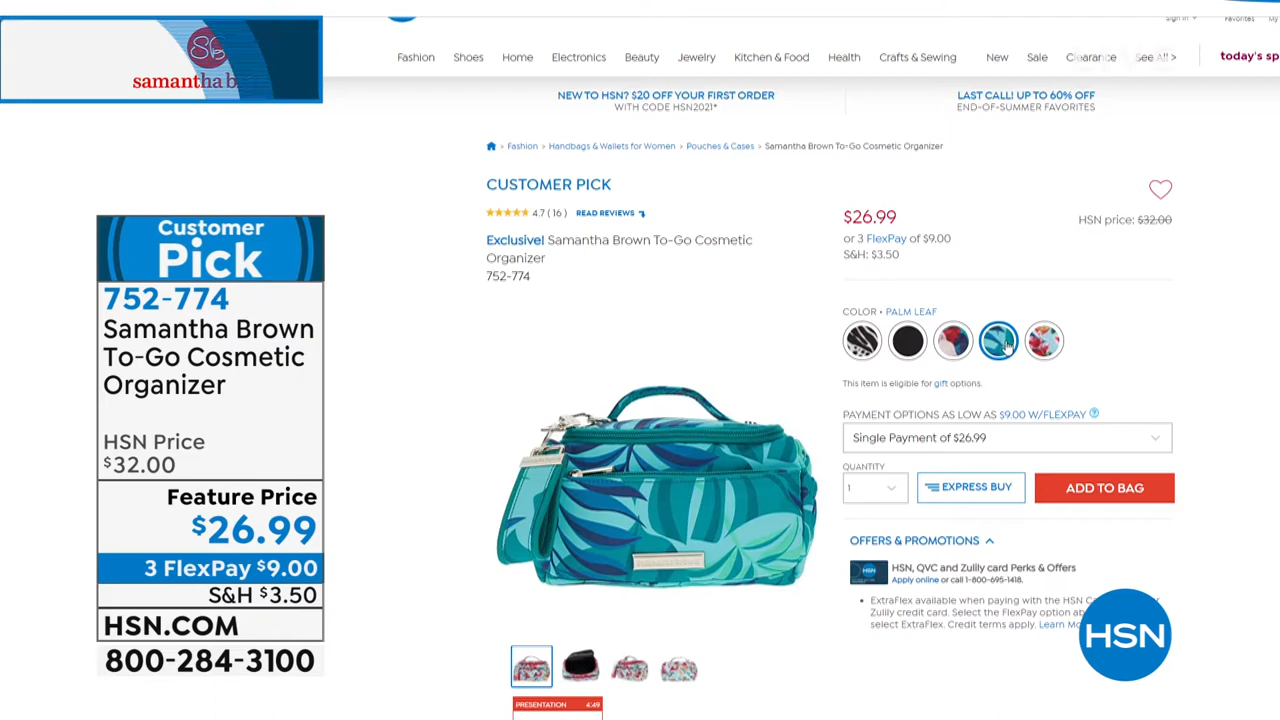 SB
samantha b
Customer
Pick
752-774
Samantha Brown
To-Go Cosmetic
Organizer
HSN Price
$32.00
Feature Price
$26.99
3 FlexPay $9.00
S&H $3.50
HSN.COM
800-284-3100
Sign In
Favorites
My
Fashion
Shoes
Home
Electronics
Beauty
Jewelry
Kitchen & Food
Health
Crafts & Sewing
New
Sale
Clearance
See All >
today's sp
NEW TO HSN? $20 OFF YOUR FIRST ORDER
WITH CODE HSN2021*
LAST CALL! UP TO 60% OFF
END-OF-SUMMER FAVORITES
> Fashion > Handbags & Wallets for Women > Pouches & Cases > Samantha Brown To-Go Cosmetic Organizer
CUSTOMER PICK
4.7 ( 16 ) READ REVIEWS
Exclusive! Samantha Brown To-Go Cosmetic
Organizer
752-774
$26.99
HSN price: $32.00
or 3 FlexPay of $9.00
S&H: $3.50
COLOR • PALM LEAF
This item is eligible for gift options.
PAYMENT OPTIONS AS LOW AS $9.00 W/FLEXPAY ?
Single Payment of $26.99
QUANTITY
1
EXPRESS BUY
ADD TO BAG
OFFERS & PROMOTIONS
HSN
HSN, QVC and Zulily card Perks & Offers
Apply online or call 1-800-695-1418.
• ExtraFlex available when paying with the HSN C
Zulily credit card. Select the FlexPay option
select ExtraFlex. Credit terms apply. Learn Mo
HSN
PRESENTATION 4:49